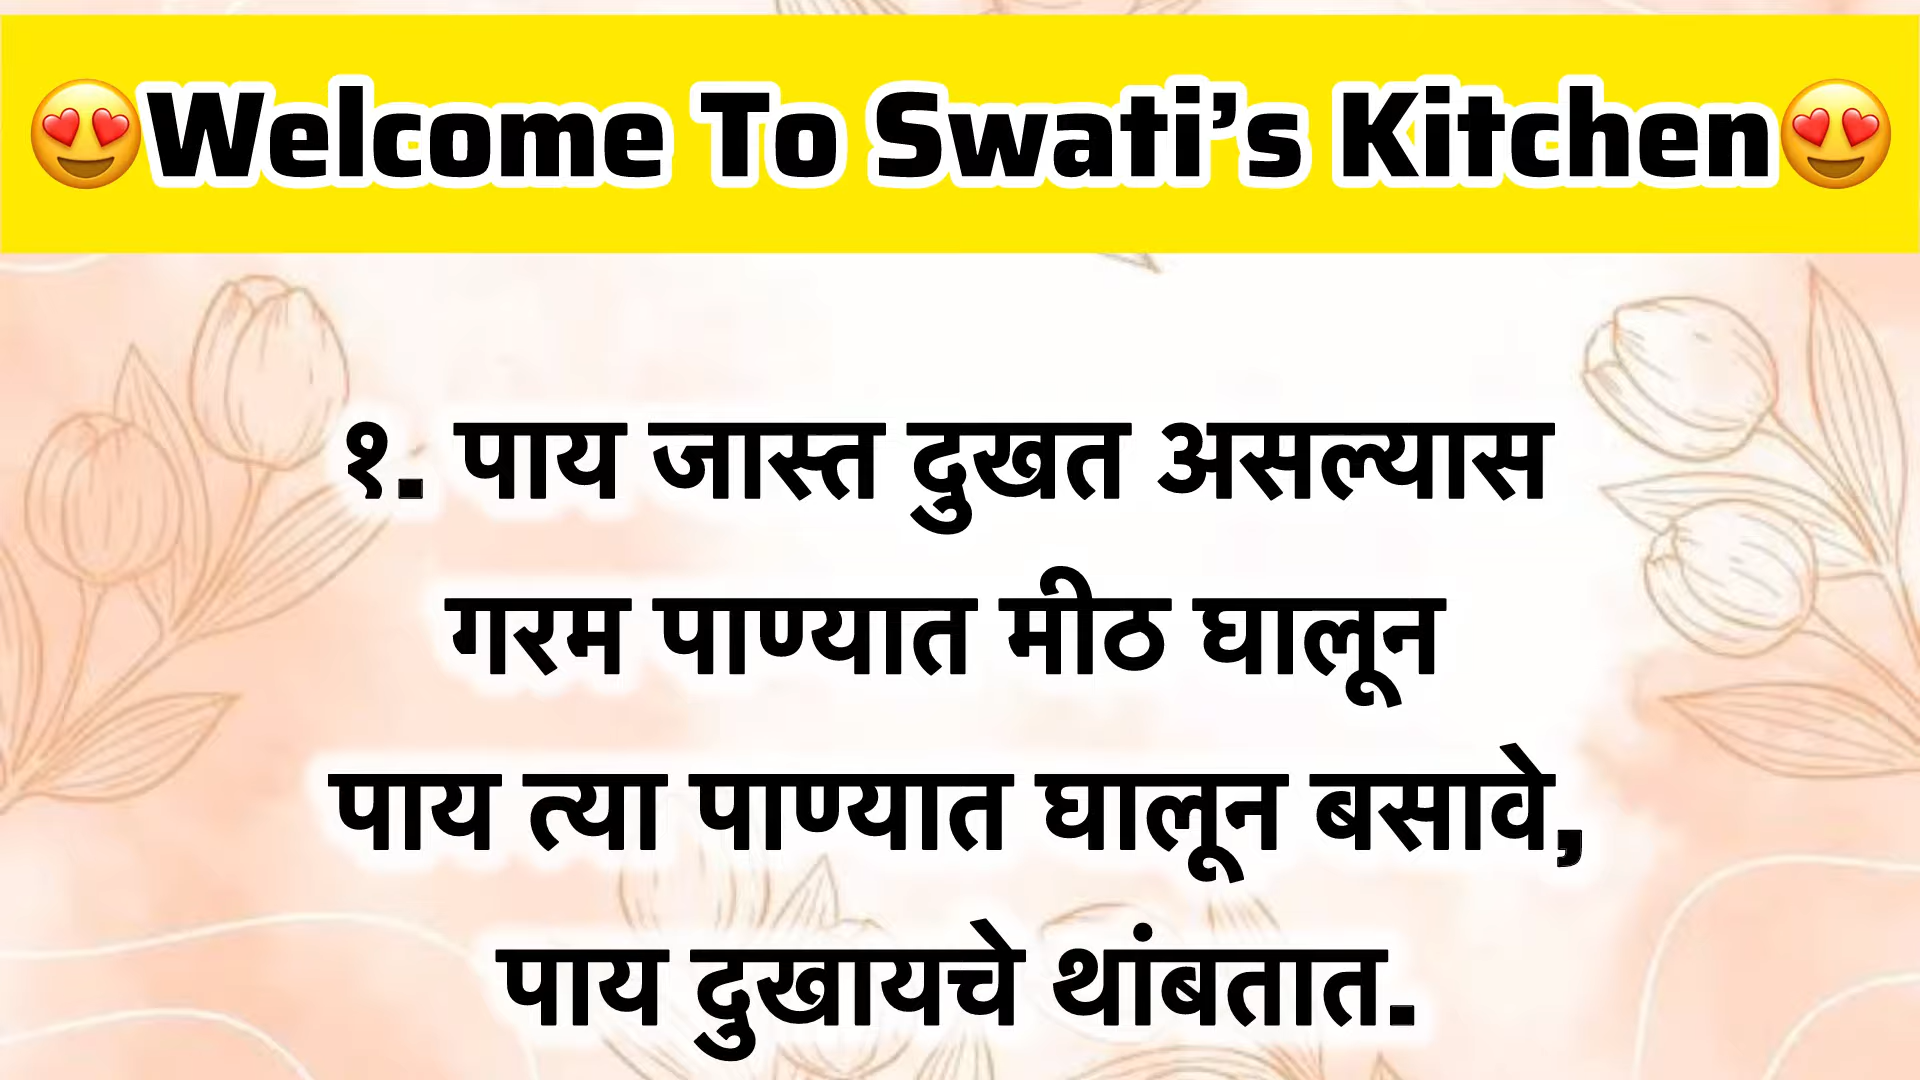 😍Welcome To Swati’s Kitchen😍
१. पाय जास्त दुखत असल्यास
गरम पाण्यात मीठ घालून
पाय त्या पाण्यात घालून बसावे,
पाय दुखायचे थांबतात.